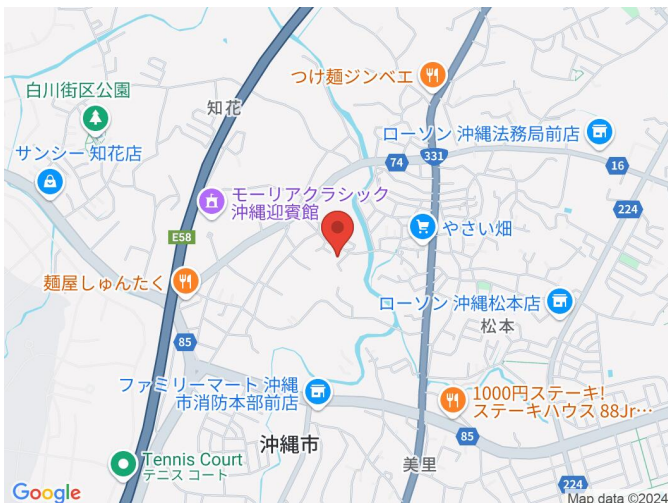 つけ麺ジンベエ
白川街区公園
知花
ローソン 沖縄法務局前店
サンシー 知花店
74
331
16
モーリアクラシック
沖縄迎賓館
224
E58
やさい畑
麺屋しゅんたく
ローソン 沖縄松本店
松本
85
ファミリーマート 沖縄
市消防本部前店
1000円ステーキ!
ステーキハウス 88Jr…
85
沖縄市
美里
Tennis Court
テニス コート
224
Google
Map data ©2024